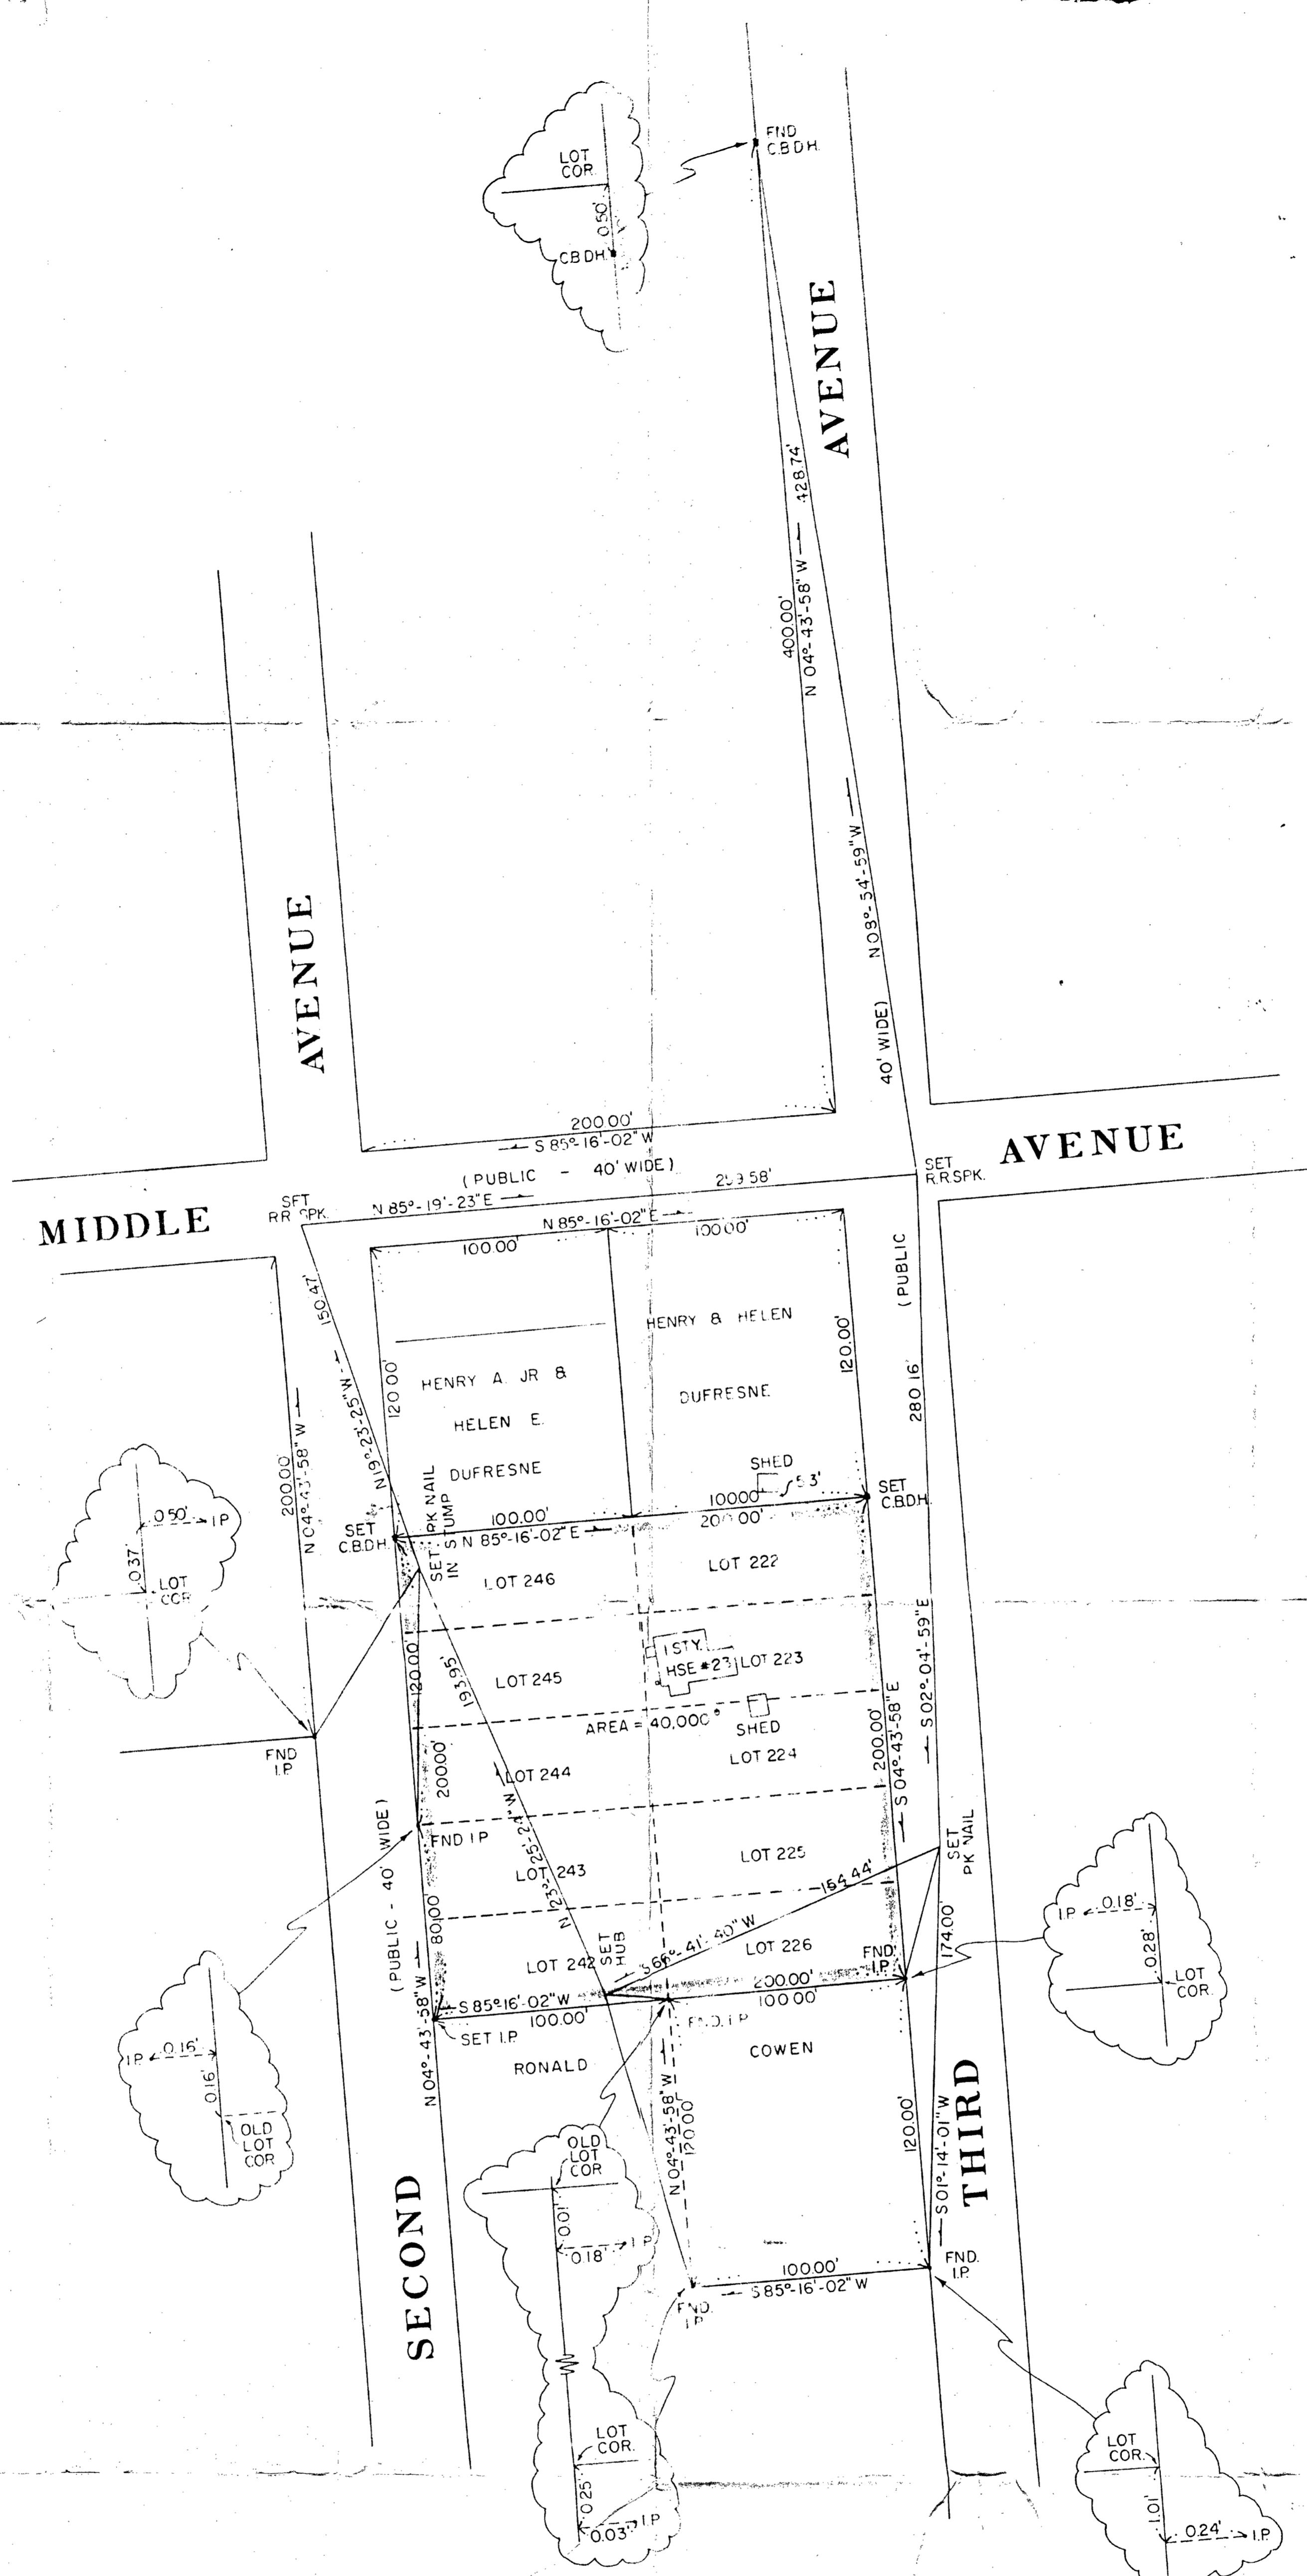 FND
C.B.D.H.
LOT
COR.
0.50'
C.B.D.H.
AVENUE
428.74'
400.00'
N 04°-43'-58" W
N 08°-54'-59" W
40' WIDE)
AVENUE
200.00'
S 85°-16'-02" W
(PUBLIC - 40' WIDE)
AVENUE
SET
R.R.SPK.
MIDDLE
SET
RR SPK.
N 85°-19'-23" E
N 85°-16'-02" E
100.00'
100.00'
(PUBLIC
150.47'
HENRY & HELEN
DUFRESNE
120.00'
120.00'
HENRY A. JR &
HELEN E.
DUFRESNE
280.16'
N 19°-23'-25" W
200.00'
N 04°-43'-58" W
SHED
5.3'
SET
C.B.D.H.
100.00'
200.00'
100.00'
N 85°-16'-02" E
SET
C.B.D.H.
SET PK NAIL
IN STUMP
0.50' I.P.
0.37'
LOT
COR.
LOT 246
LOT 222
1 STY.
HSE #23
LOT 223
LOT 245
120.00'
193.95'
S 02°-04'-59" E
AREA = 40,000
SHED
FND
I.P.
LOT 244
LOT 224
200.00'
200.00'
S 04°-43'-58" E
(PUBLIC - 40' WIDE)
FND I.P.
LOT 243
LOT 225
SET
PK NAIL
164.44'
S 66°-41'-40" W
80.00'
LOT 242
SET
HUB
LOT 226
FND.
I.P.
174.00'
I.P. 0.18'
0.28'
LOT
COR.
S 85°16'-02" W
100.00'
200.00'
100.00'
SET I.P.
FND. I.P.
RONALD
COWEN
N 04°-43'-58" W
I.P. 0.16'
0.16'
OLD
LOT
COR
N 04°-43'-58" W
120.00
120.00'
S 01°-14'-01" W
THIRD
SECOND
OLD
LOT
COR
0.01'
0.18' I.P.
100.00'
S 85°-16'-02" W
FND.
I.P.
FND.
I.P.
LOT
COR.
0.25'
0.03' I.P.
LOT
COR.
1.01'
0.24' I.P.